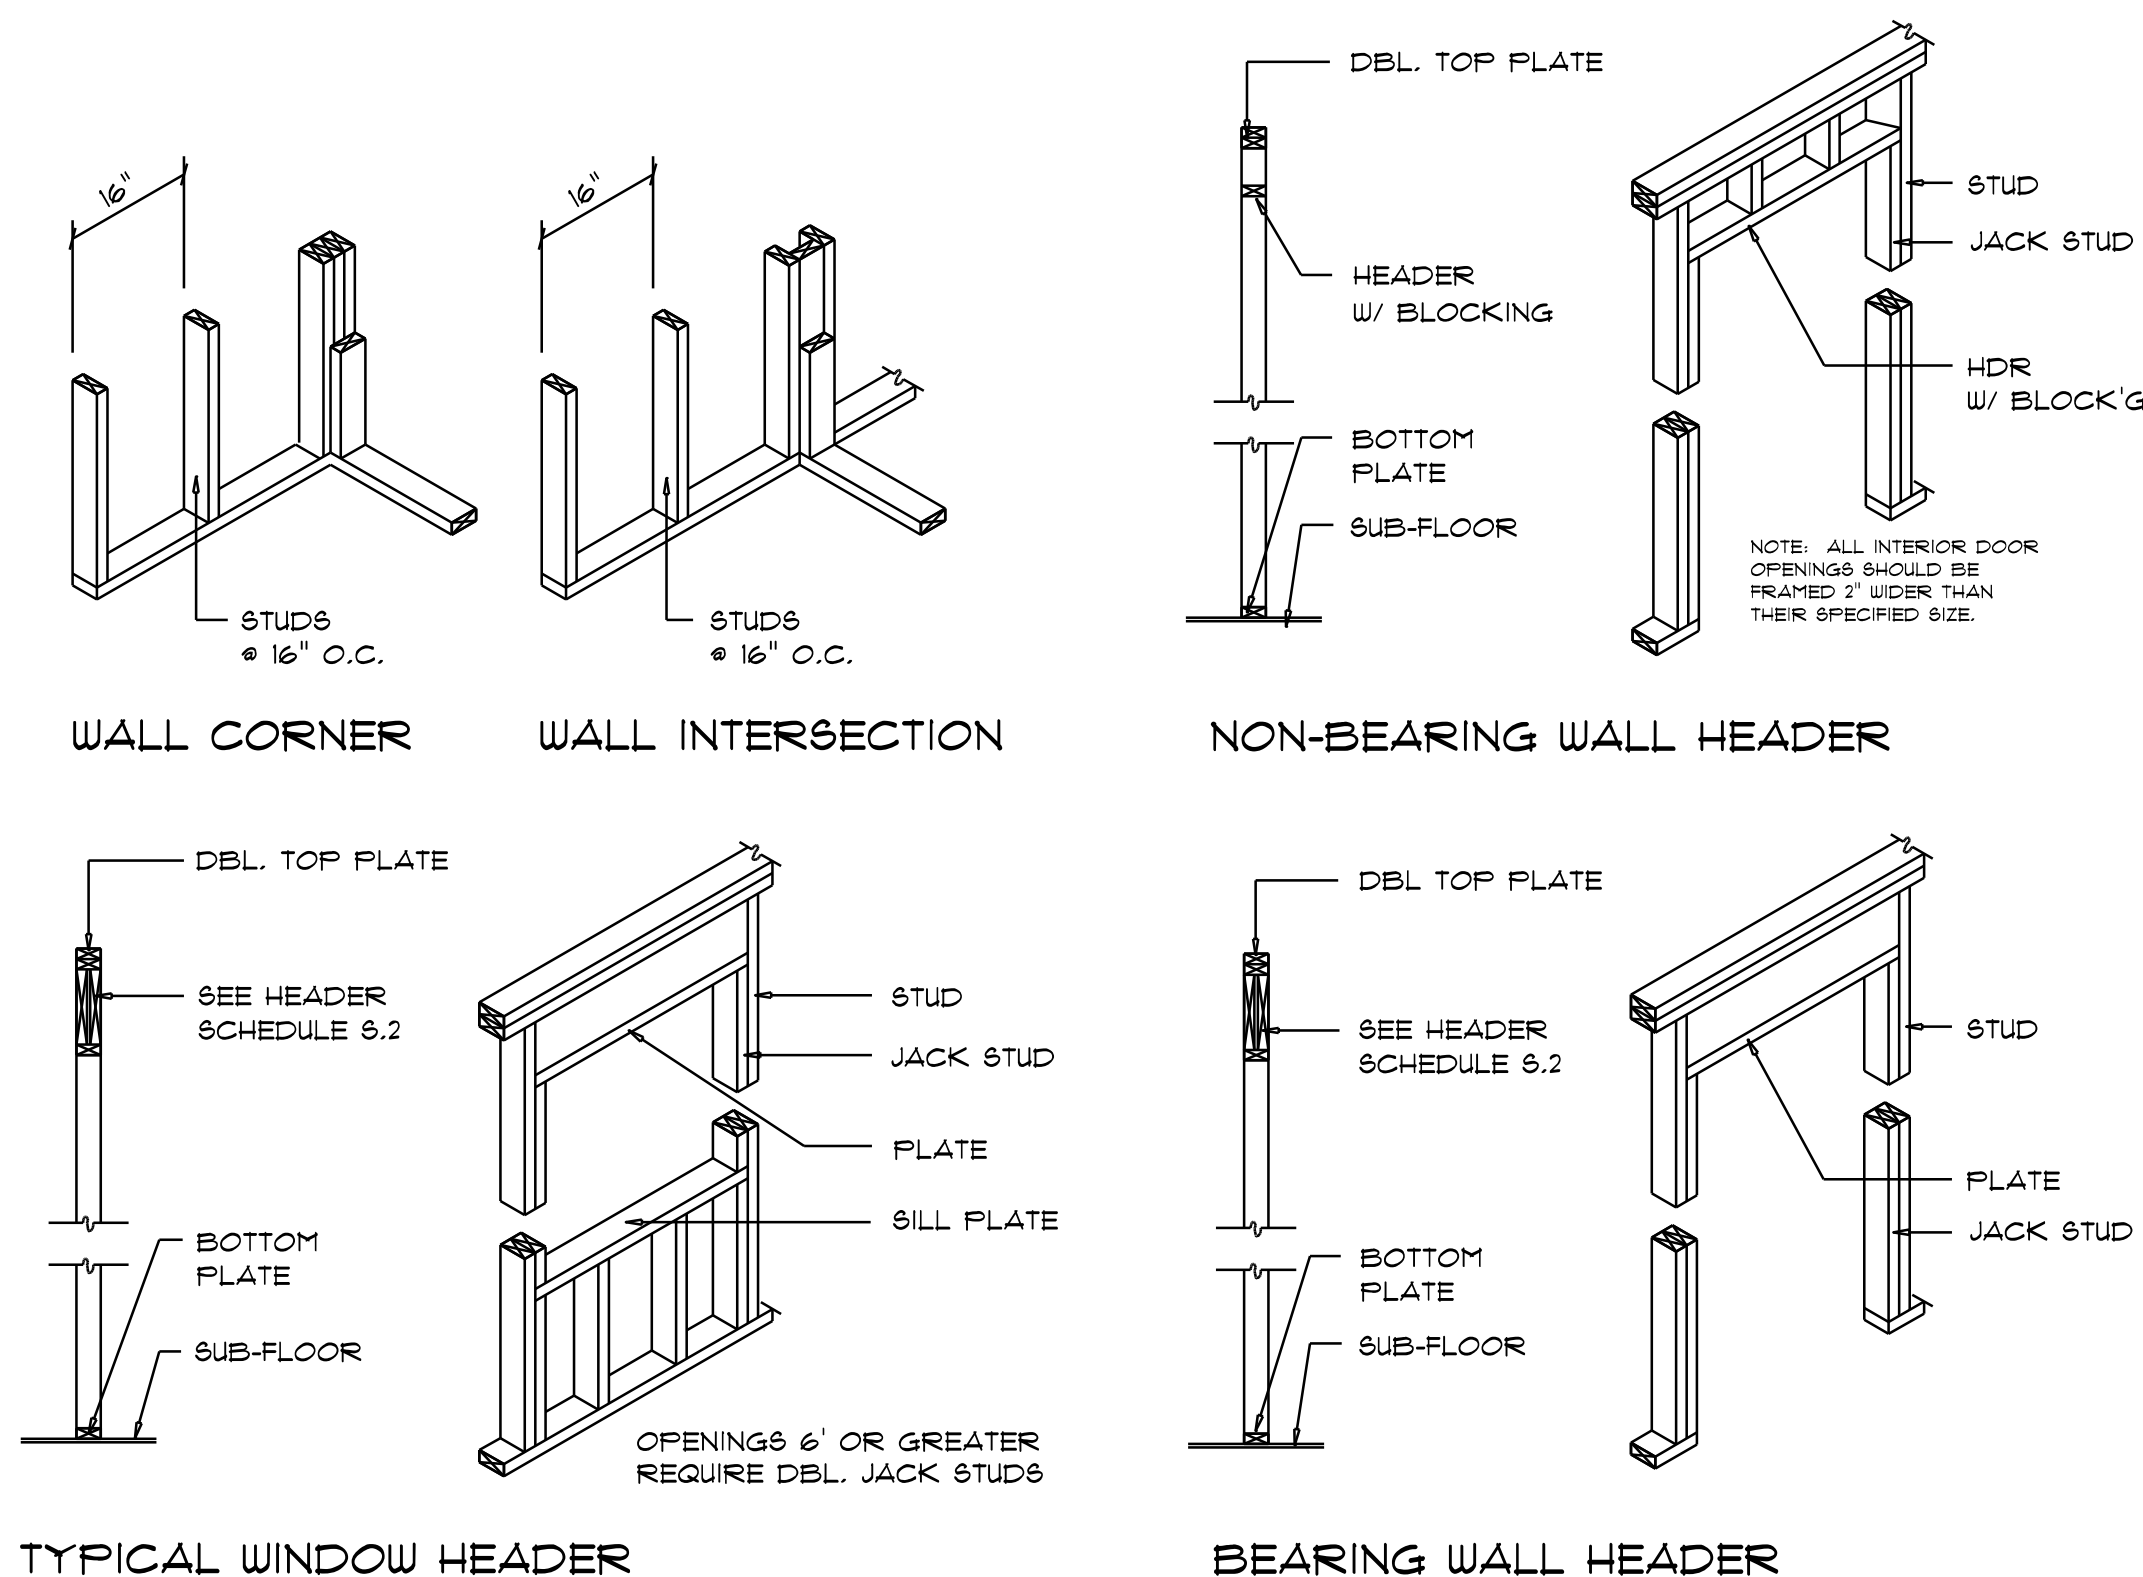 16"
STUDS
@ 16" O.C.
WALL CORNER
16"
STUDS
@ 16" O.C.
WALL INTERSECTION
DBL. TOP PLATE
HEADER
W/ BLOCKING
BOTTOM
PLATE
SUB-FLOOR
STUD
JACK STUD
HDR
W/ BLOCK'G
NOTE: ALL INTERIOR DOOR
OPENINGS SHOULD BE
FRAMED 2" WIDER THAN
THEIR SPECIFIED SIZE.
NON-BEARING WALL HEADER
DBL. TOP PLATE
SEE HEADER
SCHEDULE S.2
BOTTOM
PLATE
SUB-FLOOR
STUD
JACK STUD
PLATE
SILL PLATE
OPENINGS 6' OR GREATER
REQUIRE DBL. JACK STUDS
TYPICAL WINDOW HEADER
DBL TOP PLATE
SEE HEADER
SCHEDULE S.2
BOTTOM
PLATE
SUB-FLOOR
STUD
PLATE
JACK STUD
BEARING WALL HEADER